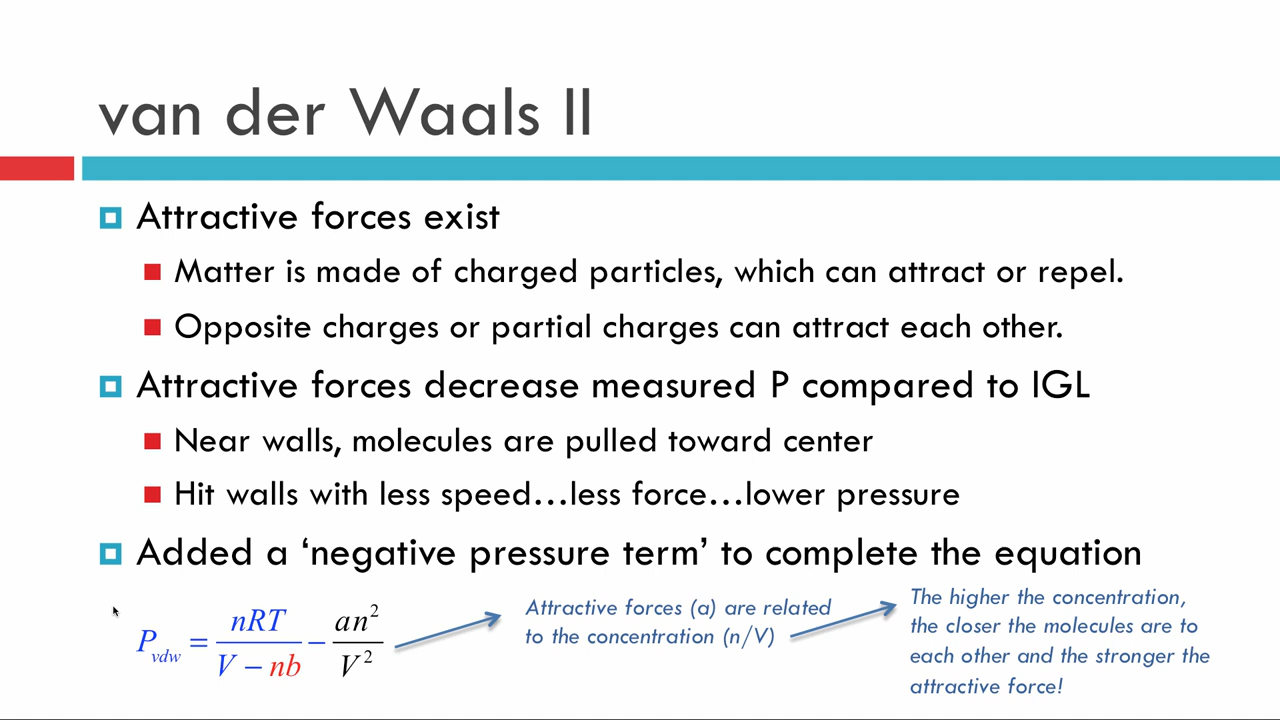 van der Waals II
Attractive forces exist
Matter is made of charged particles, which can attract or repel.
Opposite charges or partial charges can attract each other.
Attractive forces decrease measured P compared to IGL
Near walls, molecules are pulled toward center
Hit walls with less speed…less force…lower pressure
Added a ‘negative pressure term’ to complete the equation
P_vdw = nRT / (V − nb) − an² / V²
Attractive forces (a) are related
to the concentration (n/V)
The higher the concentration,
the closer the molecules are to
each other and the stronger the
attractive force!